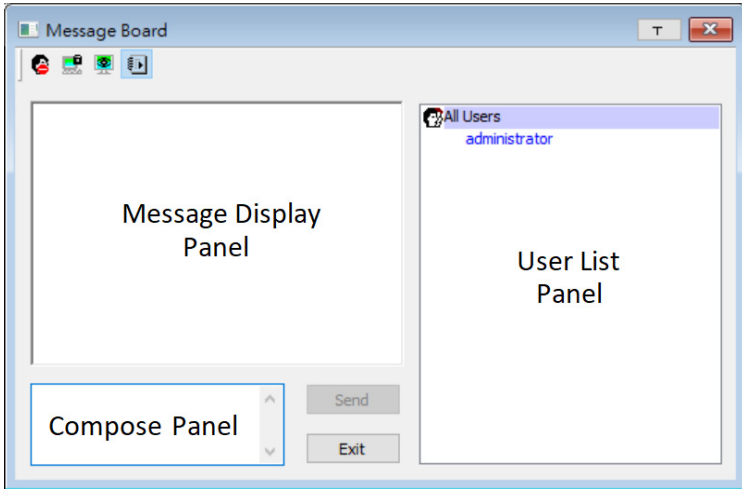 Message Board
All Users
administrator
Message Display
Panel
User List
Panel
Compose Panel
Send
Exit